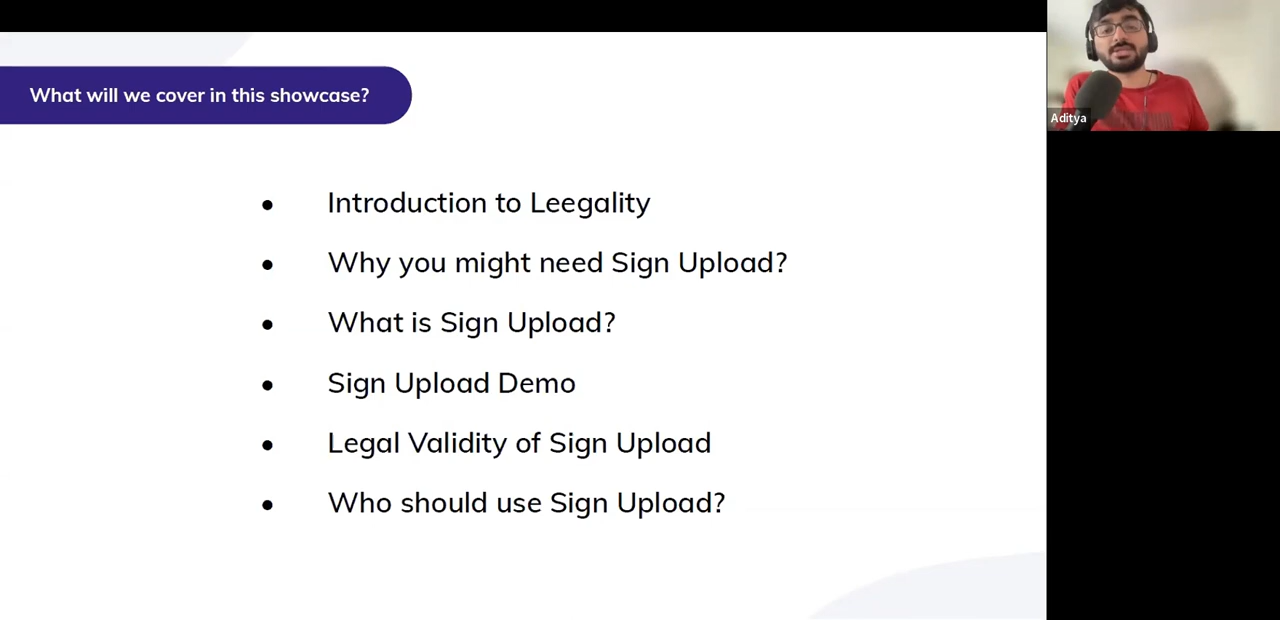 What will we cover in this showcase?
● Introduction to Leegality
● Why you might need Sign Upload?
● What is Sign Upload?
● Sign Upload Demo
● Legal Validity of Sign Upload
● Who should use Sign Upload?
Aditya